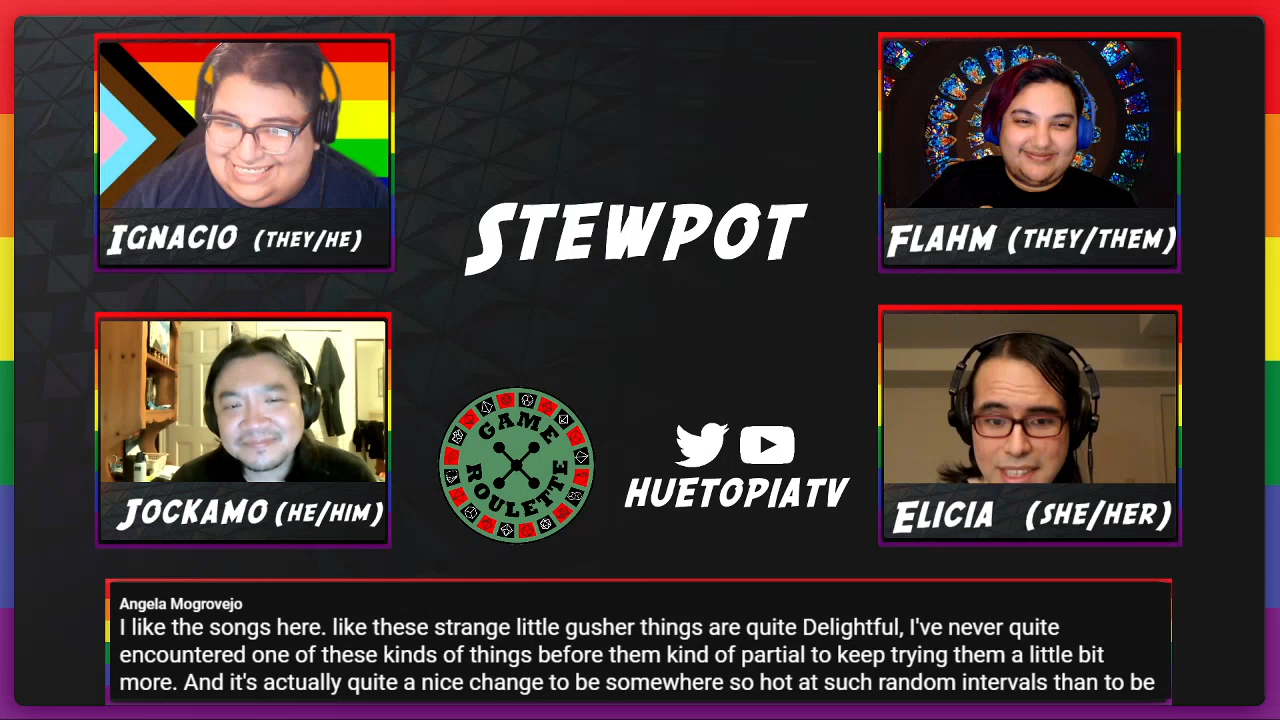 IGNACIO (THEY/HE)
FLAHM (THEY/THEM)
STEWPOT
JOCKAMO (HE/HIM)
GAME
ROULETTE
HUETOPIATV
ELICIA (SHE/HER)
Angela Mogrovejo
I like the songs here. like these strange little gusher things are quite Delightful, I've never quite
encountered one of these kinds of things before them kind of partial to keep trying them a little bit
more. And it's actually quite a nice change to be somewhere so hot at such random intervals than to be